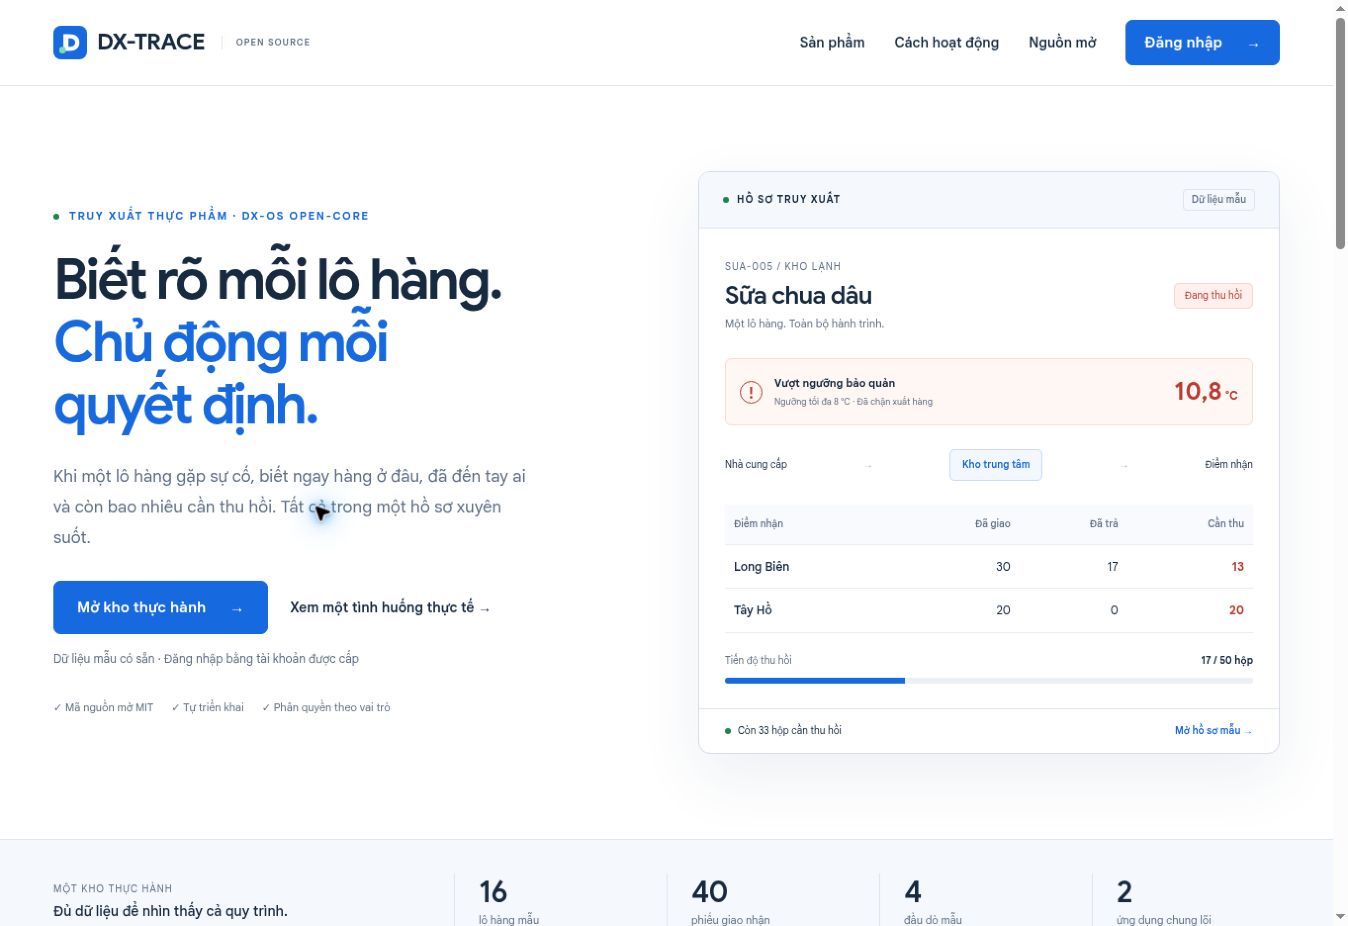 DX-TRACE
OPEN SOURCE
Sản phẩm
Cách hoạt động
Nguồn mở
Đăng nhập →
TRUY XUẤT THỰC PHẨM · DX-OS OPEN-CORE
Biết rõ mỗi lô hàng.
Chủ động mỗi
quyết định.
Khi một lô hàng gặp sự cố, biết ngay hàng ở đâu, đã đến tay ai
và còn bao nhiêu cần thu hồi. Tất cả trong một hồ sơ xuyên
suốt.
Mở kho thực hành →
Xem một tình huống thực tế →
Dữ liệu mẫu có sẵn · Đăng nhập bằng tài khoản được cấp
✓ Mã nguồn mở MIT ✓ Tự triển khai ✓ Phân quyền theo vai trò
HỒ SƠ TRUY XUẤT
Dữ liệu mẫu
SUA-005 / KHO LẠNH
Sữa chua dâu
Đang thu hồi
Một lô hàng. Toàn bộ hành trình.
Vượt ngưỡng bảo quản
Ngưỡng tối đa 8 °C · Đã chặn xuất hàng
10,8 °C
Nhà cung cấp → Kho trung tâm → Điểm nhận
Điểm nhận Đã giao Đã trả Cần thu
Long Biên 30 17 13
Tây Hồ 20 0 20
Tiến độ thu hồi 17 / 50 hộp
Còn 33 hộp cần thu hồi
Mở hồ sơ mẫu →
MỘT KHO THỰC HÀNH
Đủ dữ liệu để nhìn thấy cả quy trình.
16
lô hàng mẫu
40
phiếu giao nhận
4
đầu dò mẫu
2
ứng dụng chung lõi